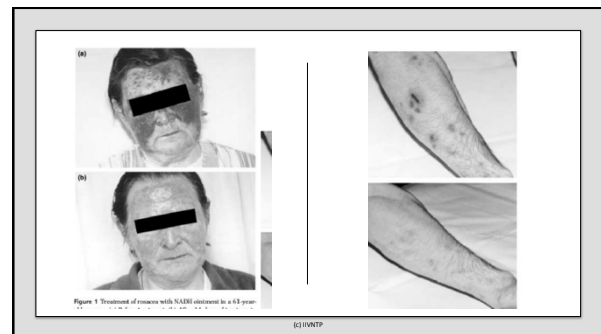 (a)
(b)
Figure 1 Treatment of rosacea with NADH ointment in a 63-year-
(c) IIVNTP